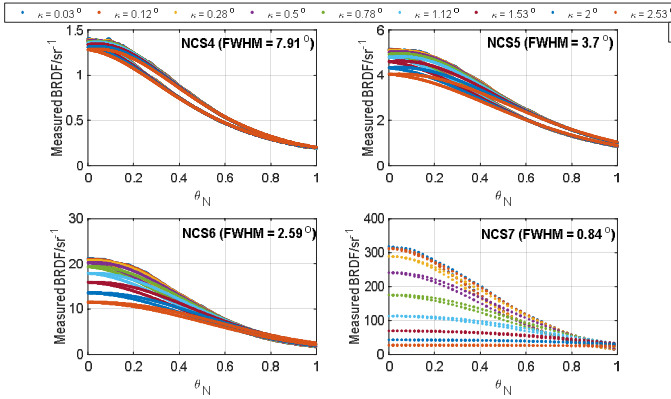 κ = 0.03 ° κ = 0.12 ° κ = 0.28 ° κ = 0.5 ° κ = 0.78 ° κ = 1.12 ° κ = 1.53 ° κ = 2 ° κ = 2.53 °
NCS4 (FWHM = 7.91 °)
Measured BRDF/sr⁻¹
1.5
1
0.5
0
0 0.2 0.4 0.6 0.8 1
θ_N
NCS5 (FWHM = 3.7 °)
Measured BRDF/sr⁻¹
6
4
2
0
0 0.2 0.4 0.6 0.8 1
θ_N
NCS6 (FWHM = 2.59 °)
Measured BRDF/sr⁻¹
30
20
10
0
0 0.2 0.4 0.6 0.8 1
θ_N
NCS7 (FWHM = 0.84 °)
Measured BRDF/sr⁻¹
400
300
200
100
0
0 0.2 0.4 0.6 0.8 1
θ_N